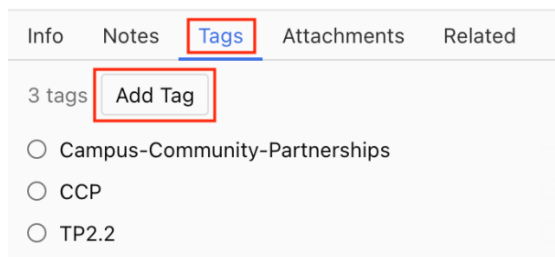 Info Notes Tags Attachments Related
3 tags Add Tag
Campus-Community-Partnerships
CCP
TP2.2